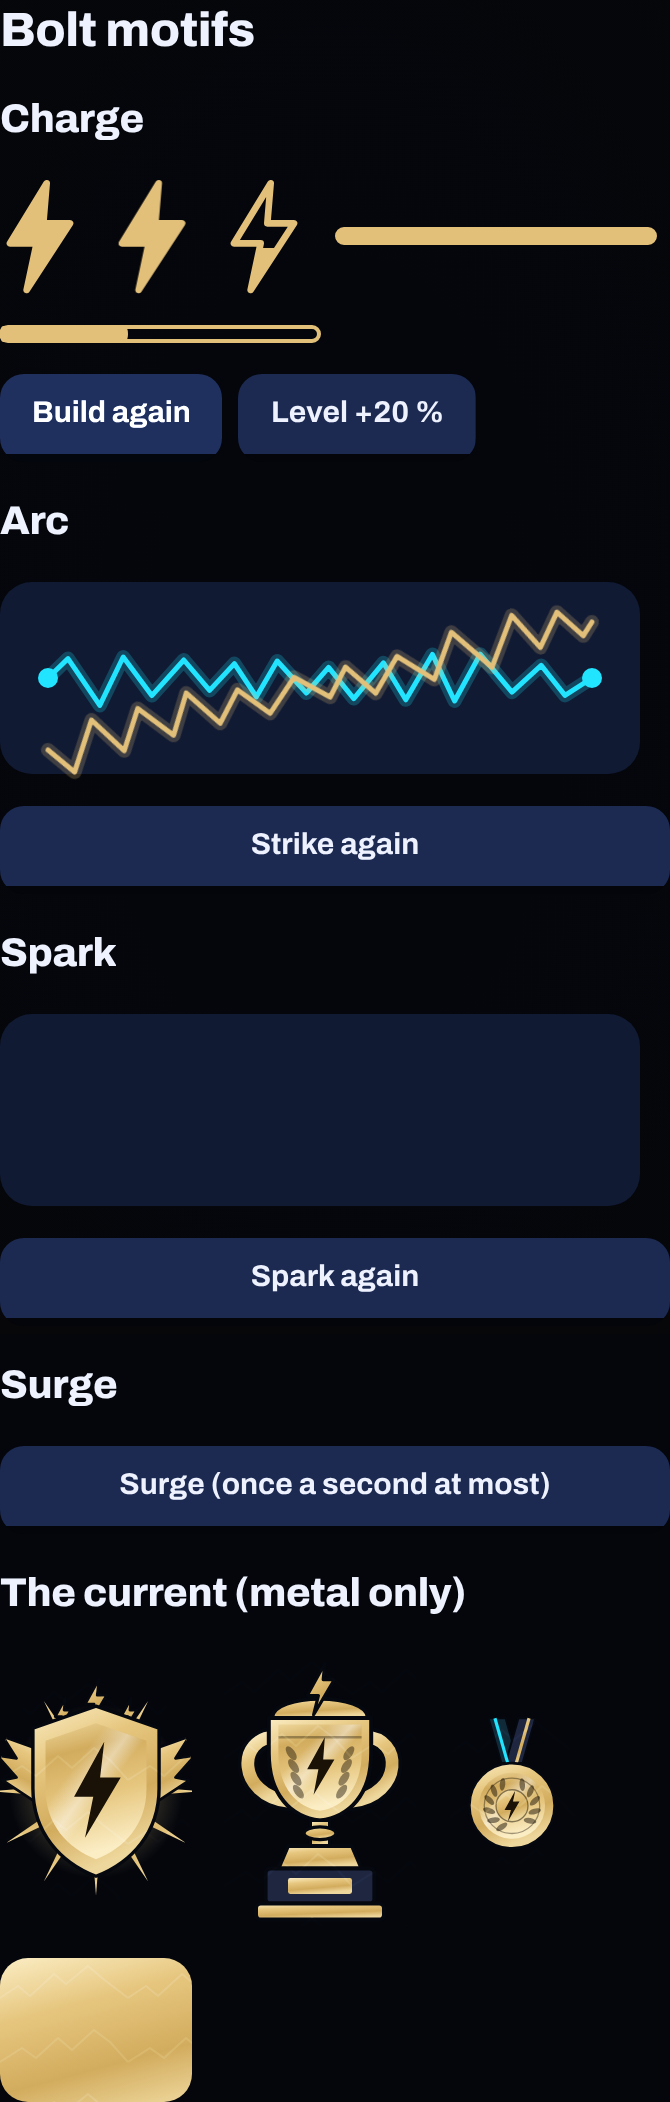 Bolt motifs
Charge
Build again
Level +20 %
Arc
Strike again
Spark
Spark again
Surge
Surge (once a second at most)
The current (metal only)